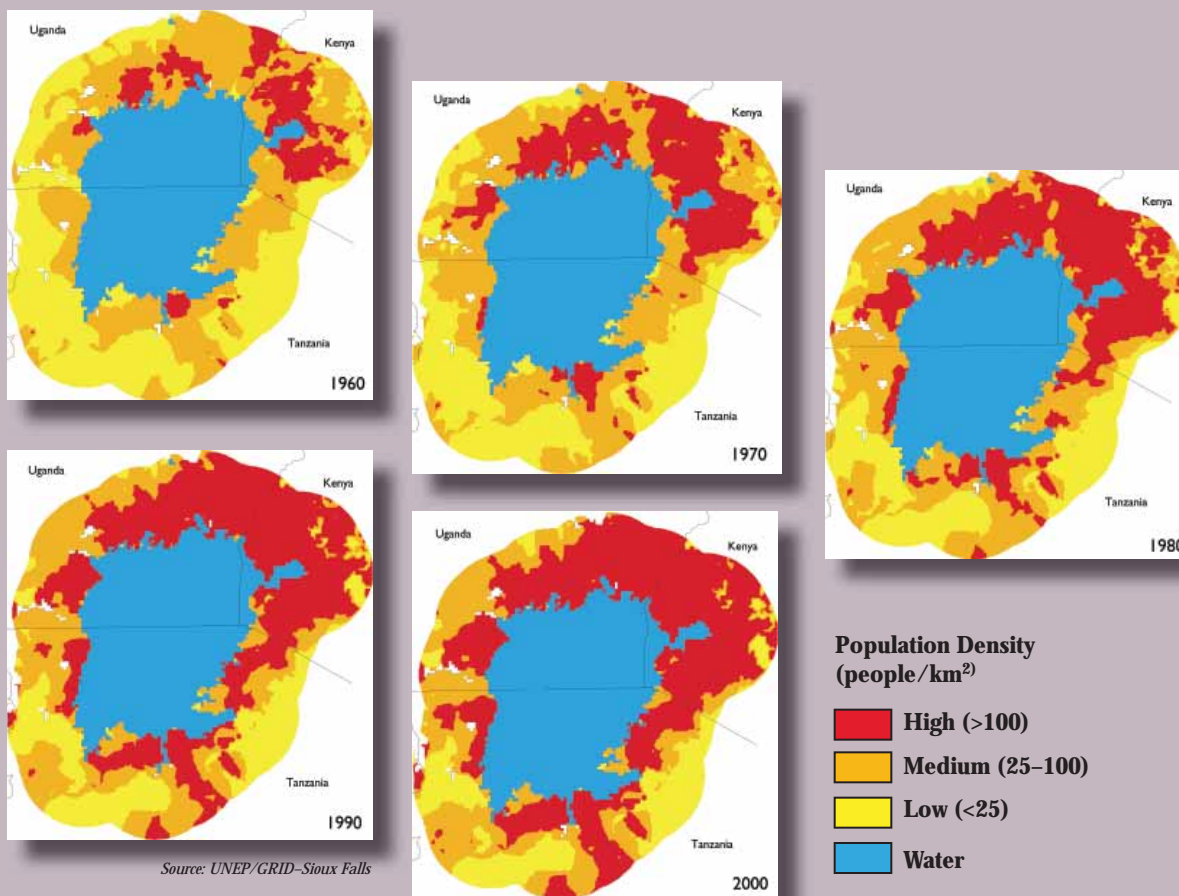 Uganda
Kenya
Tanzania
1960
Uganda
Kenya
Tanzania
1970
Uganda
Kenya
Tanzania
1980
Uganda
Kenya
Tanzania
1990
Source: UNEP/GRID–Sioux Falls
Uganda
Kenya
Tanzania
2000
Population Density
(people/km²)
High (>100)
Medium (25–100)
Low (<25)
Water